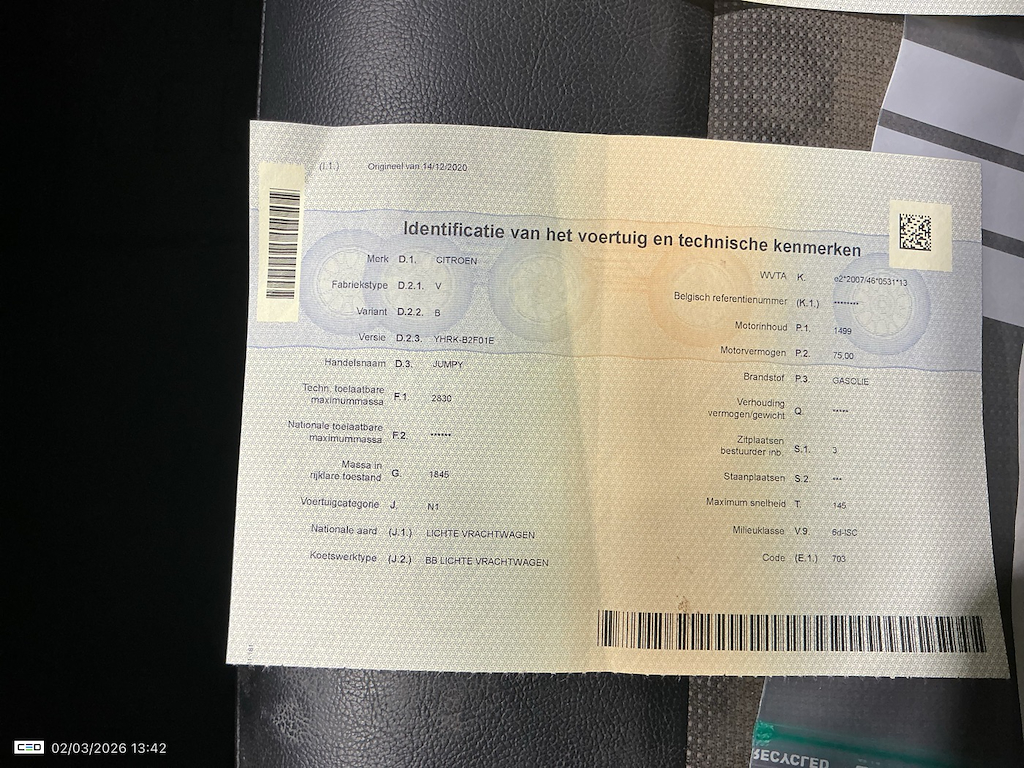 (I.1.) Origineel van 14/12/2020
Identificatie van het voertuig en technische kenmerken
Merk D.1. CITROEN
Fabriekstype D.2.1. V
Variant D.2.2. B
Versie D.2.3. YHRK-B2F01E
Handelsnaam D.3. JUMPY
Techn. toelaatbare
maximummassa F.1. 2830
Nationale toelaatbare
maximummassa F.2. ******
Massa in
rijklare toestand G. 1845
Voertuigcategorie J. N1
Nationale aard (J.1.) LICHTE VRACHTWAGEN
Koetswerktype (J.2.) BB LICHTE VRACHTWAGEN
WVTA K. e2*2007/46*0531*13
Belgisch referentienummer (K.1.) ********
Motorinhoud P.1. 1499
Motorvermogen P.2. 75.00
Brandstof P.3. GASOLIE
Verhouding
vermogen/gewicht Q. *****
Zitplaatsen
bestuurder inb. S.1. 3
Staanplaatsen S.2. ***
Maximum snelheid T. 145
Milieuklasse V.9. 6d-ISC
Code (E.1.) 703
RECYCLED
CEO 02/03/2026 13:42